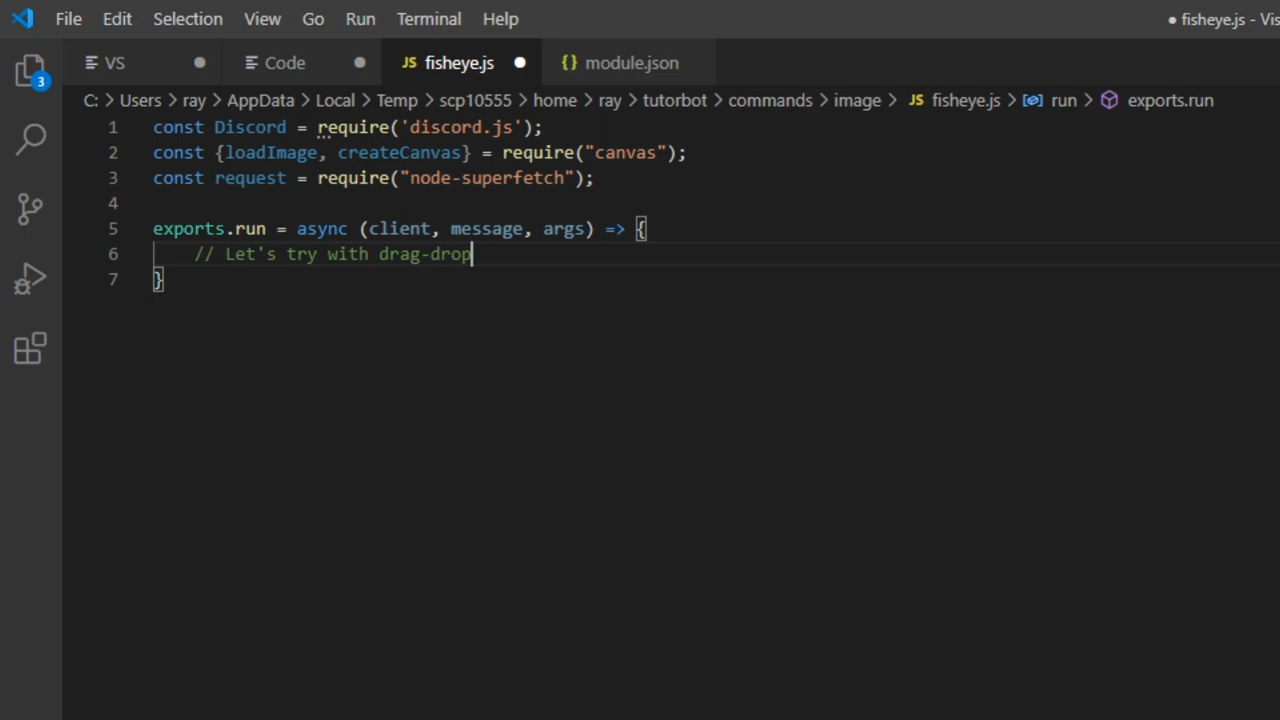 File Edit Selection View Go Run Terminal Help ● fisheye.js - Vis
3
VS ● Code ● JS fisheye.js ● {} module.json
C: > Users > ray > AppData > Local > Temp > scp10555 > home > ray > tutorbot > commands > image > JS fisheye.js > run > exports.run
1 const Discord = require('discord.js');
2 const {loadImage, createCanvas} = require("canvas");
3 const request = require("node-superfetch");
4
5 exports.run = async (client, message, args) => {
6 // Let's try with drag-drop
7 }